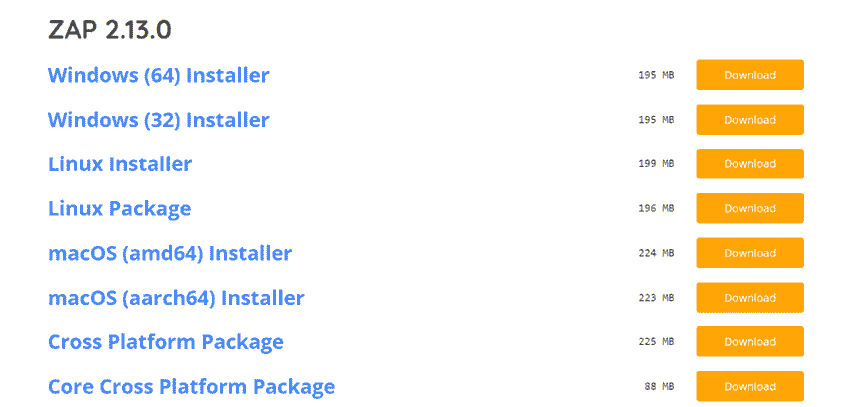 ZAP 2.13.0
Windows (64) Installer 195 MB Download
Windows (32) Installer 195 MB Download
Linux Installer 199 MB Download
Linux Package 196 MB Download
macOS (amd64) Installer 224 MB Download
macOS (aarch64) Installer 223 MB Download
Cross Platform Package 225 MB Download
Core Cross Platform Package 88 MB Download